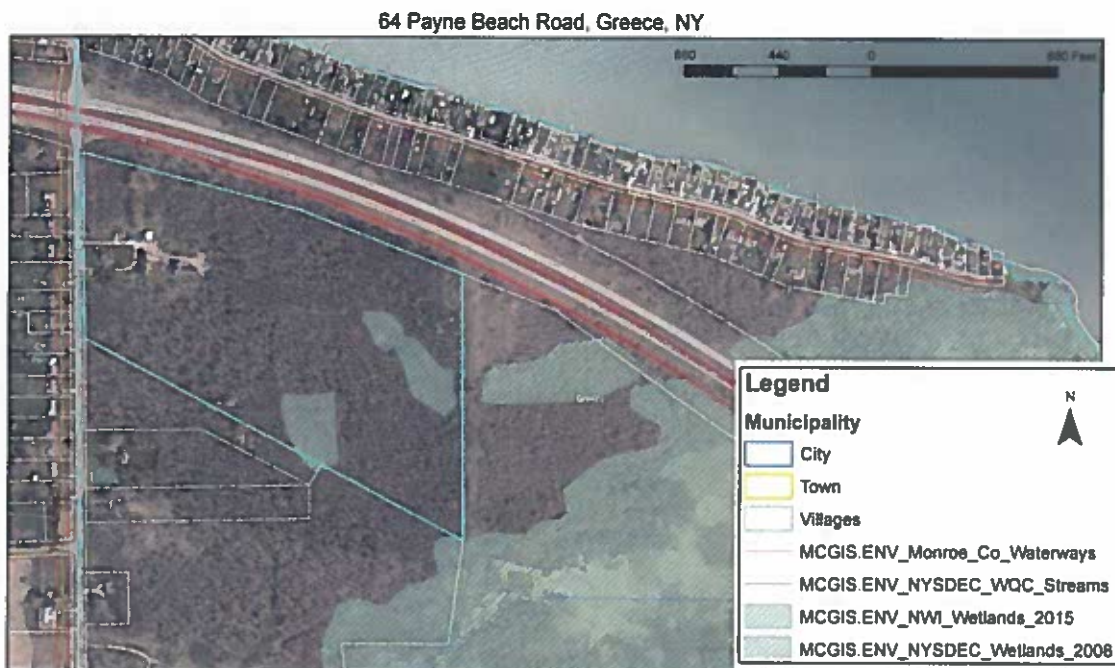 64 Payne Beach Road, Greece, NY
440 0 880 Feet
Legend
Municipality
City
Town
Villages
MCGIS.ENV_Monroe_Co_Waterways
MCGIS.ENV_NYSDEC_WQC_Streams
MCGIS.ENV_NWI_Wetlands_2015
MCGIS.ENV_NYSDEC_Wetlands_2008
N